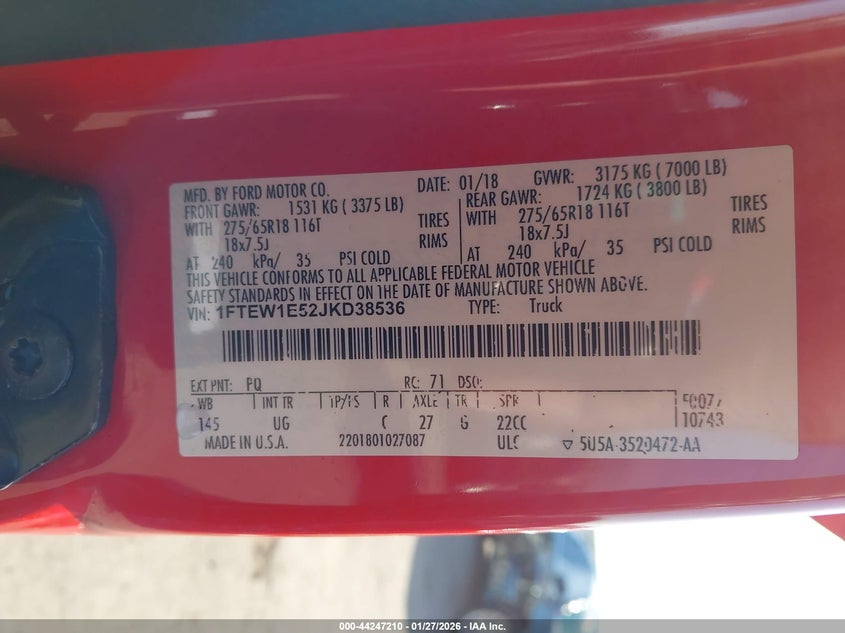 MFD. BY FORD MOTOR CO. DATE: 01/18 GVWR: 3175 KG ( 7000 LB)
FRONT GAWR: 1531 KG ( 3375 LB) REAR GAWR: 1724 KG ( 3800 LB)
WITH 275/65R18 116T TIRES WITH 275/65R18 116T TIRES
18x7.5J RIMS 18x7.5J RIMS
AT 240 kPa/ 35 PSI COLD AT 240 kPa/ 35 PSI COLD
THIS VEHICLE CONFORMS TO ALL APPLICABLE FEDERAL MOTOR VEHICLE
SAFETY STANDARDS IN EFFECT ON THE DATE OF MANUFACTURE SHOWN ABOVE.
VIN: 1FTEW1E52JKD38536 TYPE: Truck
EXT PNT: PQ RC: 71 DSO:
WB INT TR TP/PS R AXLE TR SPR
145 UG 27 22CC 10743
MADE IN U.S.A. 2201801027087 5U5A-3520472-AA
000-44247210 - 01/27/2026 - IAA Inc.